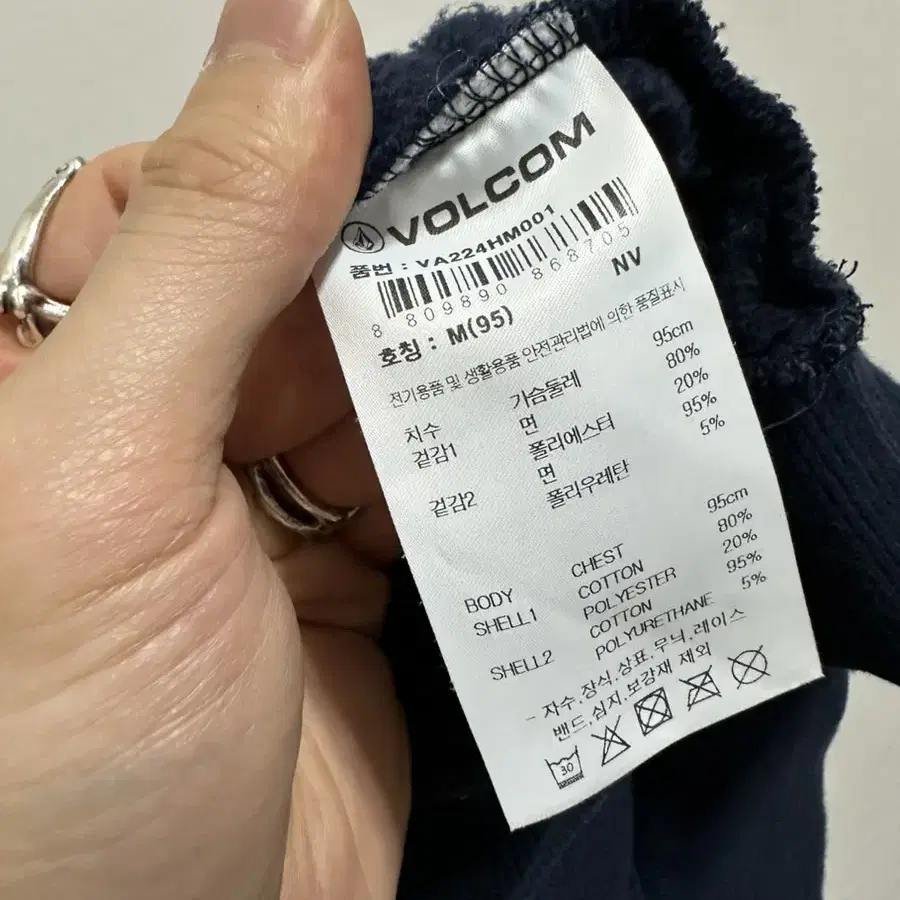 VOLCOM
품번 : VA224HM001
8 809890 868705
호칭 : M(95) NV
전기용품 및 생활용품 안전관리법에 의한 품질표시
치수 가슴둘레 95cm
겉감1 면 80%
폴리에스터 20%
겉감2 면 95%
폴리우레탄 5%
BODY CHEST 95cm
SHELL1 COTTON 80%
POLYESTER 20%
SHELL2 COTTON 95%
POLYURETHANE 5%
- 자수,장식,상표,무늬,레이스
밴드,심지,보강재 제외
30